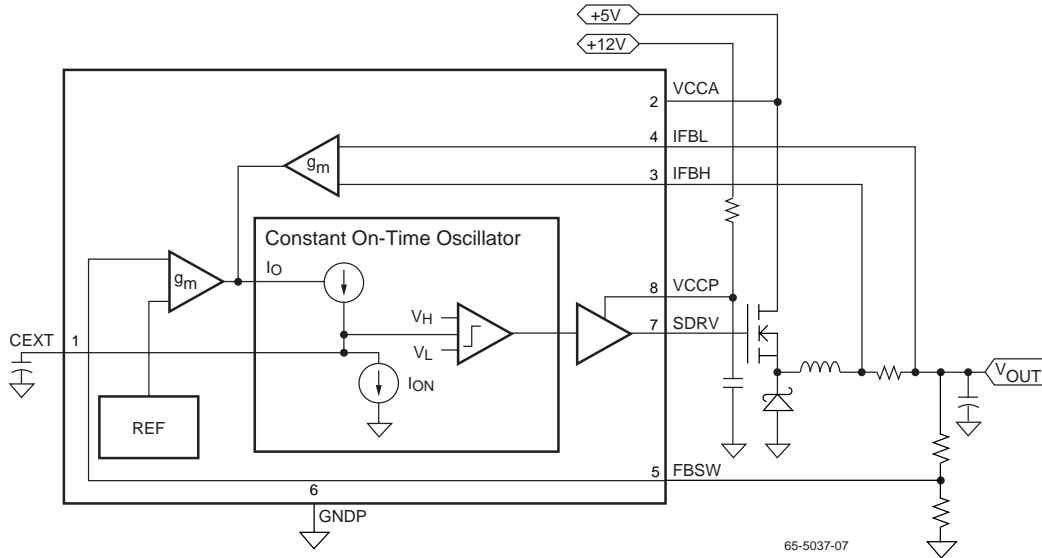 +5V
+12V
2 VCCA
4 IFBL
gm
3 IFBH
Constant On-Time Oscillator
gm
IO
8 VCCP
VH
7 SDRV
CEXT 1
VL
ION
VOUT
REF
5 FBSW
6
GNDP
65-5037-07